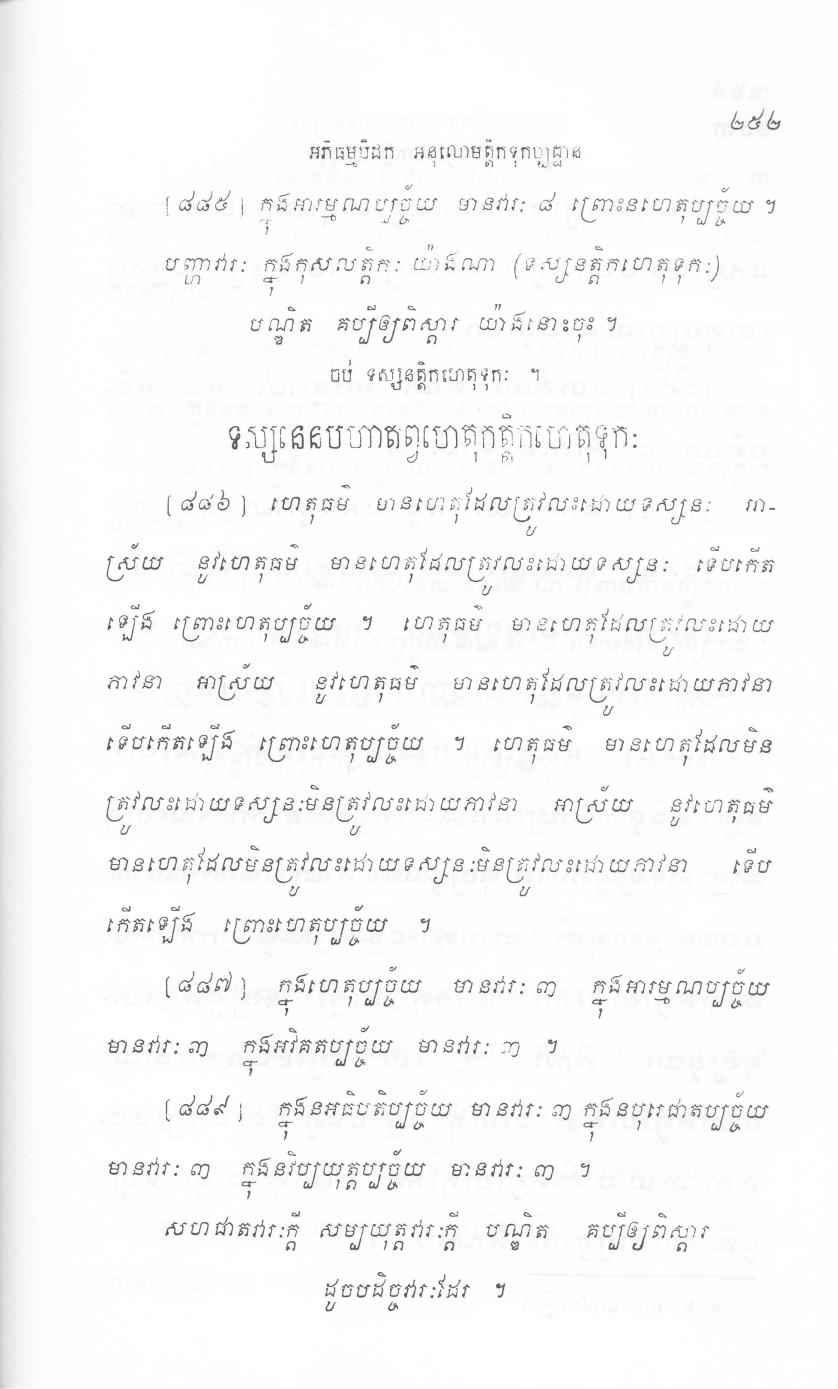 ២៥២
អភិធម្មបិដក អនុលោមត្តិកទុកប្បដ្ឋាន
[៨៨៥] ក្នុងអារម្មណប្បច្ច័យ មានវារៈ ៨ ព្រោះនហេតុប្បច្ច័យ ។
បញ្ហាវារៈ ក្នុងកុសលត្តិកៈ យ៉ាងណា (ទស្សនត្តិកហេតុទុកៈ)
បណ្ឌិត គប្បីឲ្យពិស្តារ យ៉ាងនោះចុះ ។
ចប់ ទស្សនត្តិកហេតុទុកៈ ។
ទស្សនេនបហាតព្វហេតុកត្តិកហេតុទុកៈ
[៨៨៦] ហេតុធម៌ មានហេតុដែលត្រូវលះដោយទស្សនៈ អា-
ស្រ័យ នូវហេតុធម៌ មានហេតុដែលត្រូវលះដោយទស្សនៈ ទើបកើត
ឡើង ព្រោះហេតុប្បច្ច័យ ។ ហេតុធម៌ មានហេតុដែលត្រូវលះដោយ
ភាវនា អាស្រ័យ នូវហេតុធម៌ មានហេតុដែលត្រូវលះដោយភាវនា
ទើបកើតឡើង ព្រោះហេតុប្បច្ច័យ ។ ហេតុធម៌ មានហេតុដែលមិន
ត្រូវលះដោយទស្សនៈមិនត្រូវលះដោយភាវនា អាស្រ័យ នូវហេតុធម៌
មានហេតុដែលមិនត្រូវលះដោយទស្សនៈមិនត្រូវលះដោយភាវនា ទើប
កើតឡើង ព្រោះហេតុប្បច្ច័យ ។
[៨៨៧] ក្នុងហេតុប្បច្ច័យ មានវារៈ ៣ ក្នុងអារម្មណប្បច្ច័យ
មានវារៈ ៣ ក្នុងអវិគតប្បច្ច័យ មានវារៈ ៣ ។
[៨៨៩] ក្នុងនអធិបតិប្បច្ច័យ មានវារៈ ៣ ក្នុងនបុរេជាតប្បច្ច័យ
មានវារៈ ៣ ក្នុងនវិប្បយុត្តប្បច្ច័យ មានវារៈ ៣ ។
សហជាតវារៈក្តី សម្បយុត្តវារៈក្តី បណ្ឌិត គប្បីឲ្យពិស្តារ
ដូចបដិច្ចវារៈដែរ ។